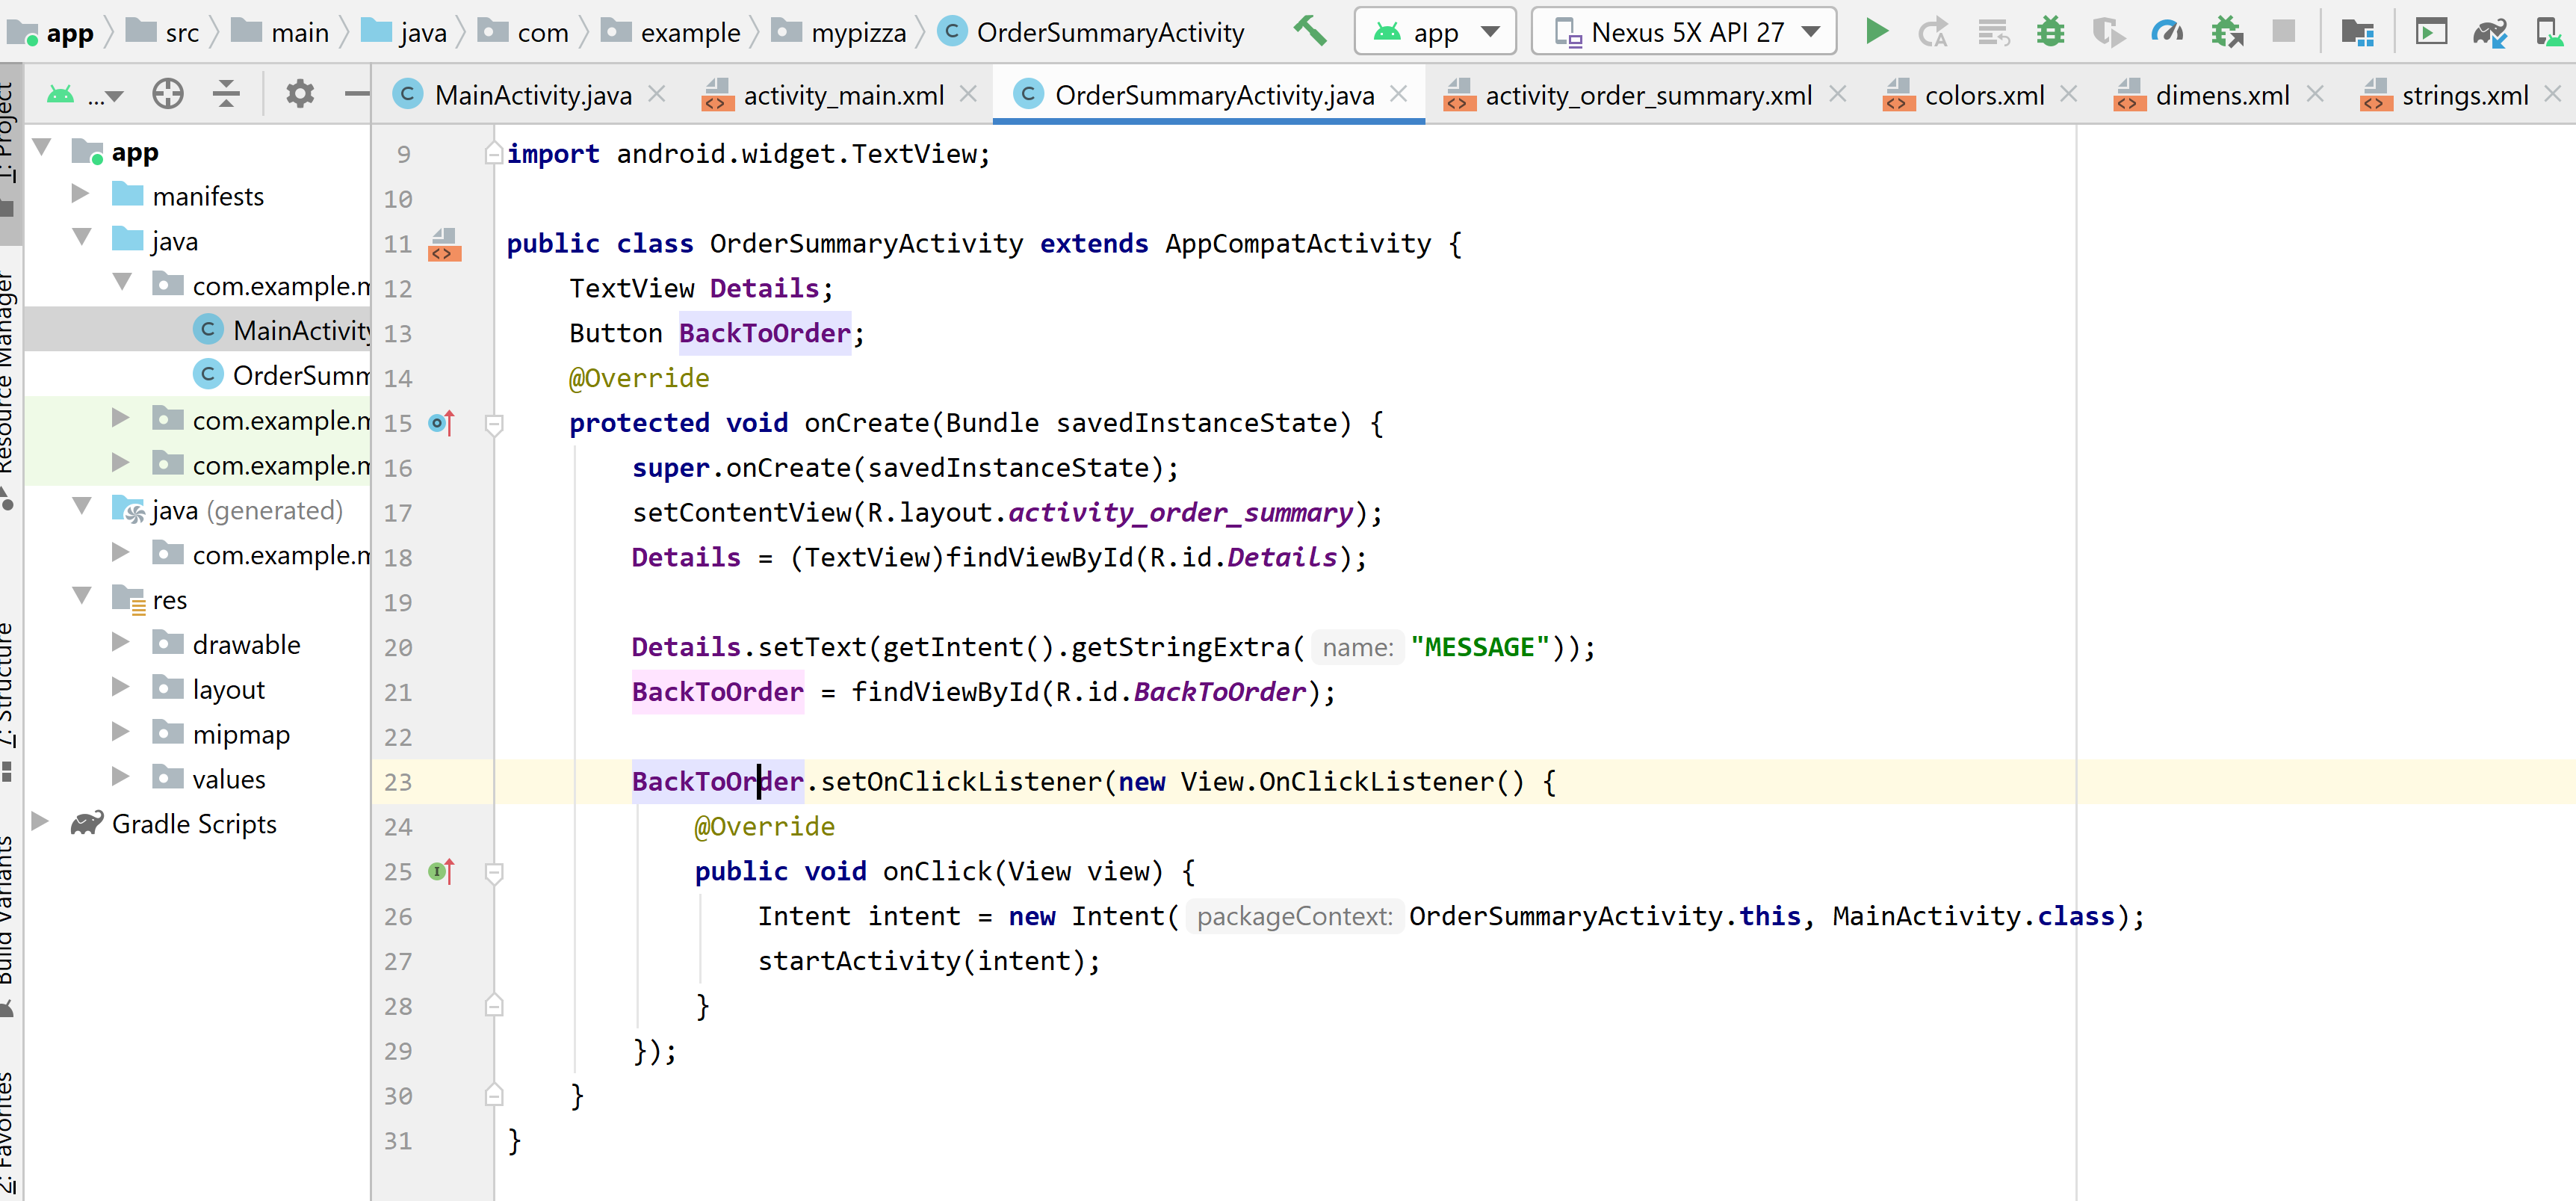 app src main java com example mypizza OrderSummaryActivity app Nexus 5X API 27
...
MainActivity.java activity_main.xml OrderSummaryActivity.java activity_order_summary.xml colors.xml dimens.xml strings.xml
1: Project
Resource Manager
7: Structure
Build Variants
2: Favorites
app
manifests
java
com.example.m
MainActivity
OrderSumm
com.example.m
com.example.m
java (generated)
com.example.m
res
drawable
layout
mipmap
values
Gradle Scripts
9 import android.widget.TextView;
10
11 public class OrderSummaryActivity extends AppCompatActivity {
12 TextView Details;
13 Button BackToOrder;
14 @Override
15 protected void onCreate(Bundle savedInstanceState) {
16 super.onCreate(savedInstanceState);
17 setContentView(R.layout.activity_order_summary);
18 Details = (TextView)findViewById(R.id.Details);
19
20 Details.setText(getIntent().getStringExtra( name: "MESSAGE"));
21 BackToOrder = findViewById(R.id.BackToOrder);
22
23 BackToOrder.setOnClickListener(new View.OnClickListener() {
24 @Override
25 public void onClick(View view) {
26 Intent intent = new Intent( packageContext: OrderSummaryActivity.this, MainActivity.class);
27 startActivity(intent);
28 }
29 });
30 }
31 }